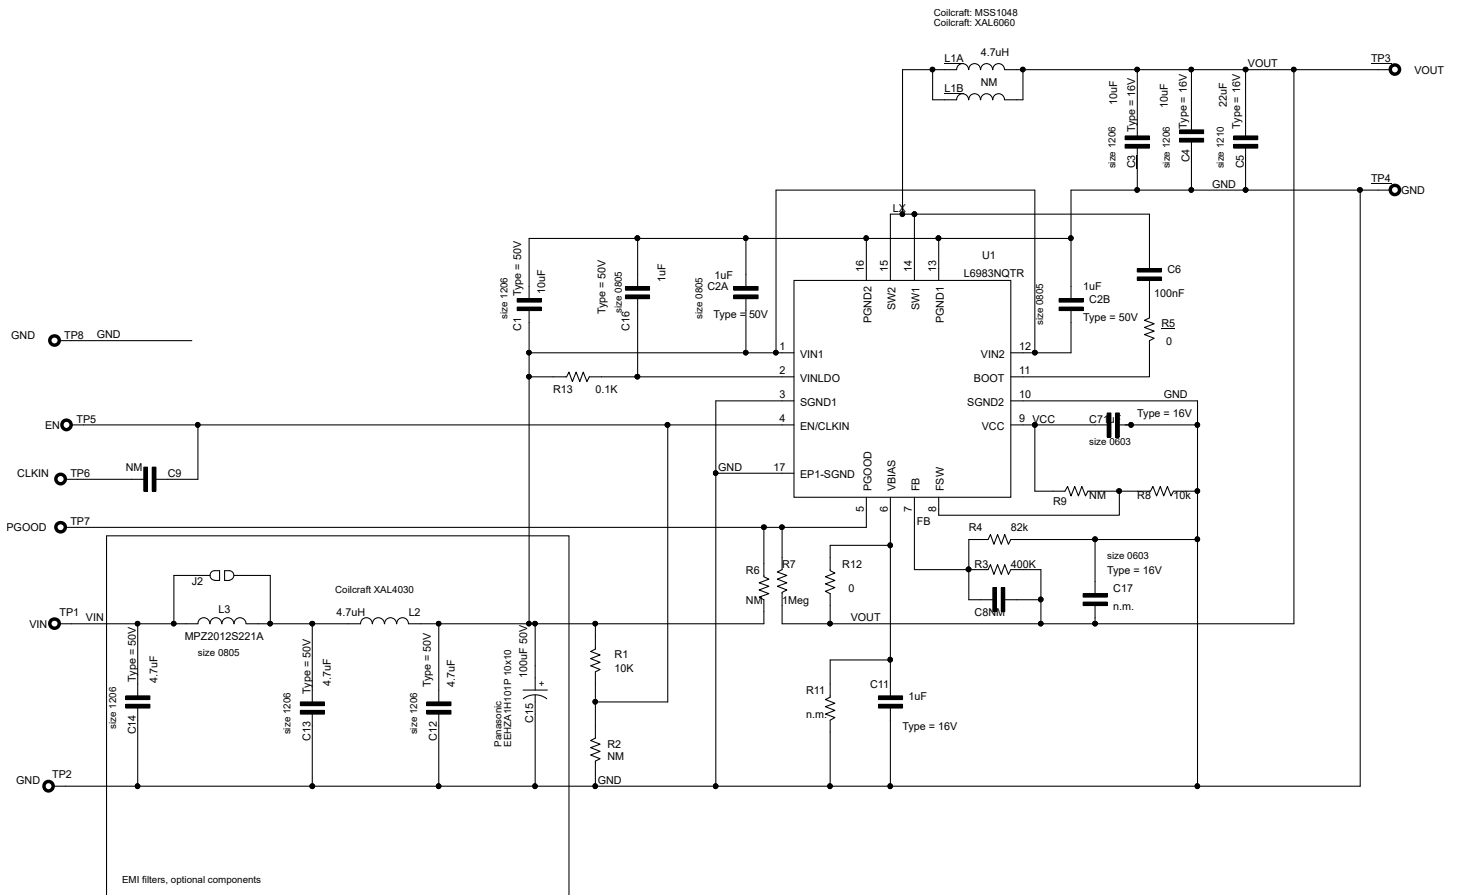 Coilcraft: MSS1048
Coilcraft: XAL6060
L1A
4.7uH
L1B
NM
VOUT
TP3
VOUT
10uF
Type = 16V
size 1206
C3
10uF
Type = 16V
size 1206
C4
22uF
Type = 16V
size 1210
C5
GND
TP4
GND
LX
U1
L6983NQTR
16
15
14
13
PGND2
SW2
SW1
PGND1
size 1206
Type = 50V
10uF
C1
Type = 50V
size 0805
1uF
C16
size 0805
1uF
C2A
Type = 50V
size 0805
1uF
C2B
Type = 50V
C6
100nF
R5
0
GND
TP8
GND
1
VIN1
2
VINLDO
3
SGND1
4
EN/CLKIN
17
EP1-SGND
GND
12
VIN2
11
BOOT
10
SGND2
GND
9
VCC
VCC
R13
0.1K
C7
1uF
Type = 16V
size 0603
EN
TP5
CLKIN
TP6
NM
C9
PGOOD
VBIAS
FB
FSW
5
6
7
8
FB
R9
NM
R8
10k
PGOOD
TP7
R4
82k
R3
400K
C8
NM
size 0603
Type = 16V
C17
n.m.
R6
NM
R7
1Meg
R12
0
VOUT
J2
Coilcraft XAL4030
VIN
TP1
VIN
L3
MPZ2012S221A
size 0805
4.7uH
L2
Type = 50V
4.7uF
size 1206
C14
Type = 50V
4.7uF
size 1206
C13
Type = 50V
4.7uF
size 1206
C12
100uF 50V
Panasonic
EEHZA1H101P 10x10
+
C15
R1
10K
R2
NM
R11
n.m.
C11
1uF
Type = 16V
GND
TP2
GND
EMI filters, optional components